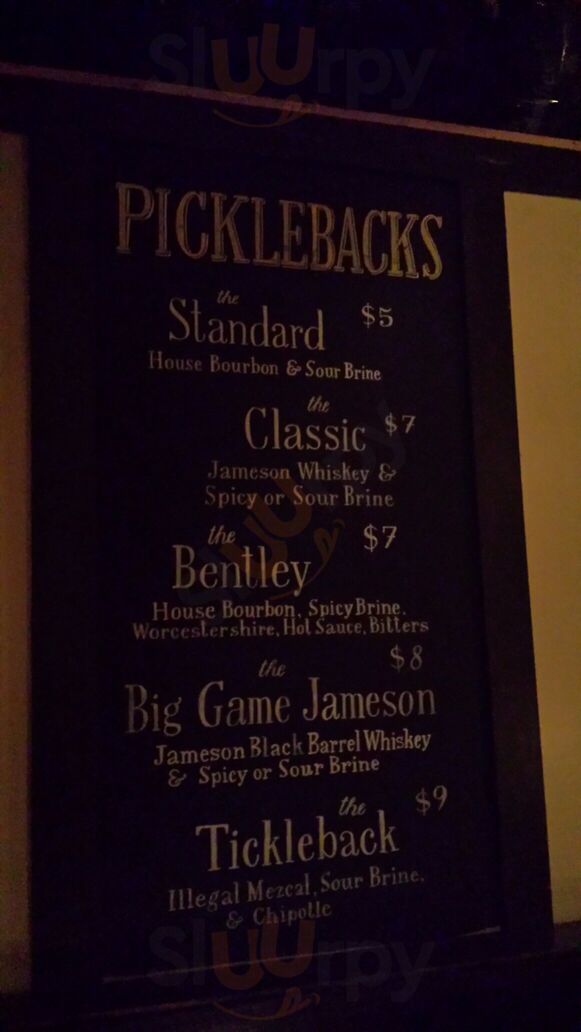 Sluurpy
PICKLEBACKS
the
Standard $5
House Bourbon & Sour Brine
the
Classic $7
Jameson Whiskey &
Spicy or Sour Brine
the
Bentley $7
House Bourbon, Spicy Brine,
Worcestershire, Hot Sauce, Bitters
the $8
Big Game Jameson
Jameson Black Barrel Whiskey
& Spicy or Sour Brine
the $9
Tickleback
Illegal Mezcal, Sour Brine,
& Chipotle
Sluurpy